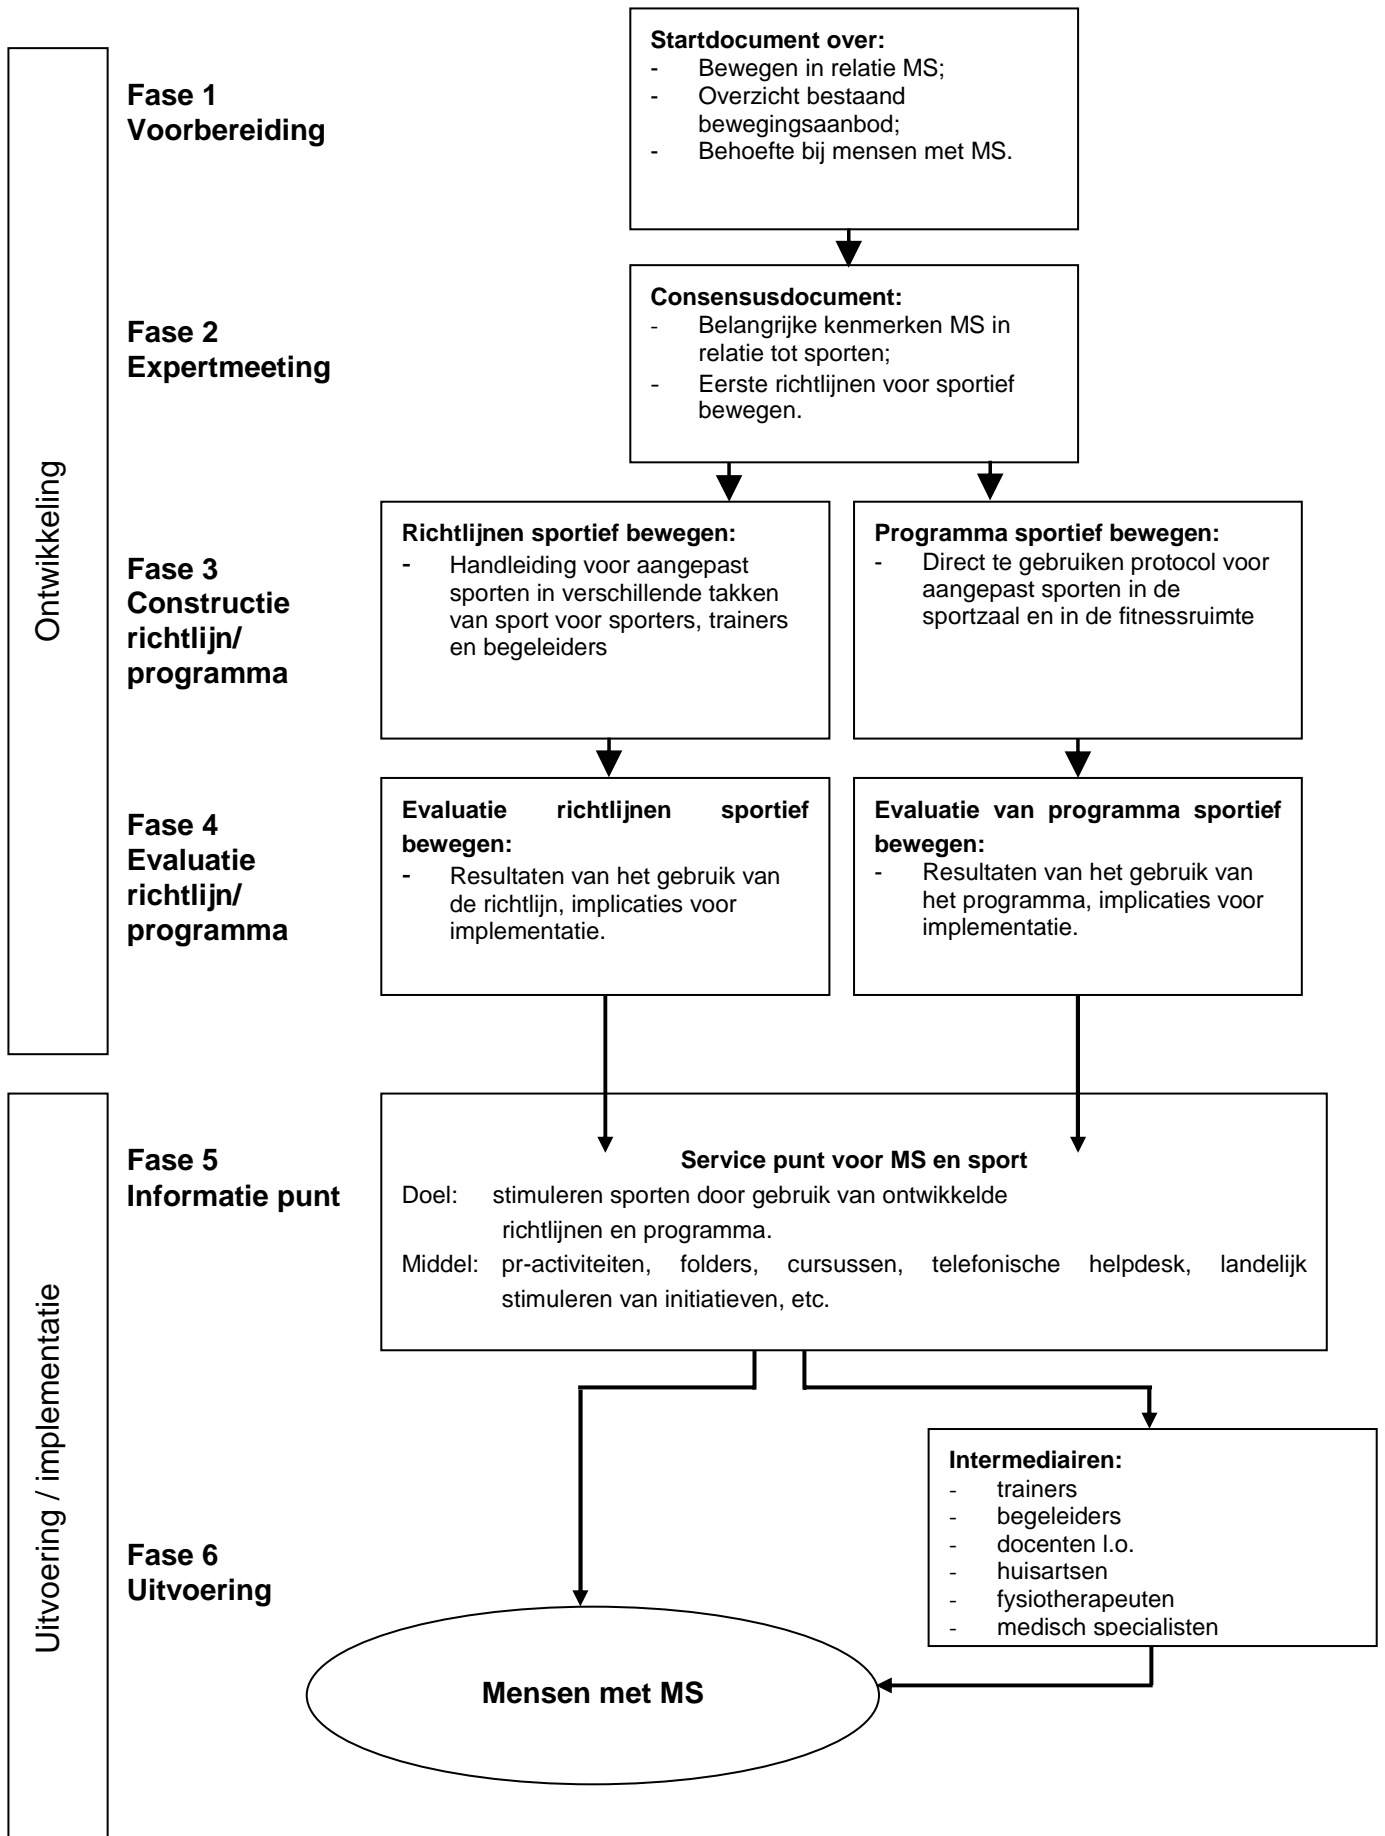 Startdocument over:
- Bewegen in relatie MS;
- Overzicht bestaand
bewegingsaanbod;
- Behoefte bij mensen met MS.
Fase 1
Voorbereiding
Consensusdocument:
- Belangrijke kenmerken MS in
relatie tot sporten;
- Eerste richtlijnen voor sportief
bewegen.
Fase 2
Expertmeeting
Ontwikkeling
Fase 3
Constructie
richtlijn/
programma
Richtlijnen sportief bewegen:
- Handleiding voor aangepast
sporten in verschillende takken
van sport voor sporters, trainers
en begeleiders
Programma sportief bewegen:
- Direct te gebruiken protocol voor
aangepast sporten in de
sportzaal en in de fitnessruimte
Fase 4
Evaluatie
richtlijn/
programma
Evaluatie richtlijnen sportief
bewegen:
- Resultaten van het gebruik van
de richtlijn, implicaties voor
implementatie.
Evaluatie van programma sportief
bewegen:
- Resultaten van het gebruik van
het programma, implicaties voor
implementatie.
Fase 5
Informatie punt
Service punt voor MS en sport
Doel: stimuleren sporten door gebruik van ontwikkelde
richtlijnen en programma.
Middel: pr-activiteiten, folders, cursussen, telefonische helpdesk, landelijk
stimuleren van initiatieven, etc.
Uitvoering / implementatie
Fase 6
Uitvoering
Intermediairen:
- trainers
- begeleiders
- docenten l.o.
- huisartsen
- fysiotherapeuten
- medisch specialisten
Mensen met MS